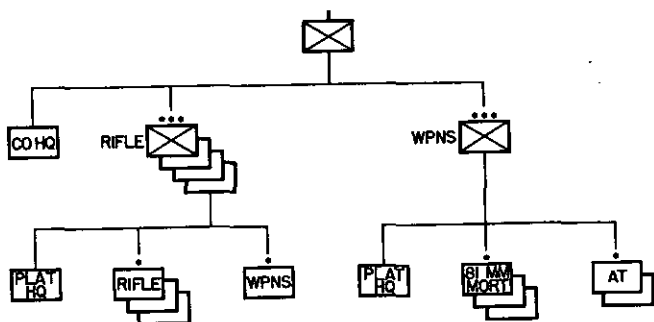 CO HQ
RIFLE
WPNS
PLAT
HQ
RIFLE
WPNS
PLAT
HQ
81 MM
MORT
AT